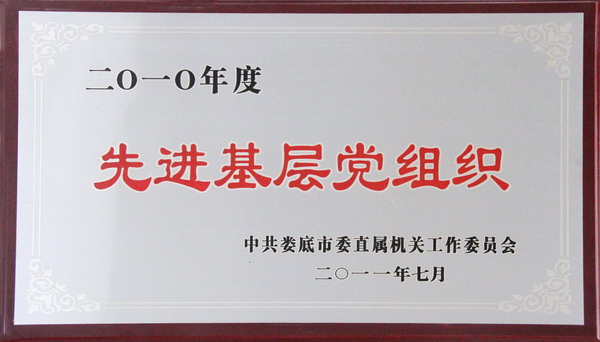 二O一O年度
先进基层党组织
中共娄底市委直属机关工作委员会
二〇一一年七月